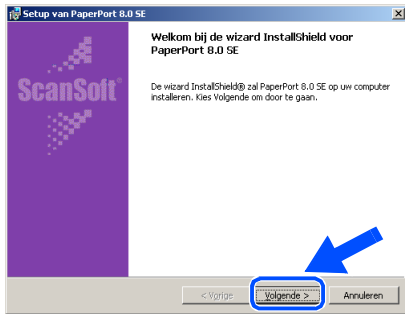 Setup van PaperPort 8.0 SE
Welkom bij de wizard InstallShield voor
PaperPort 8.0 SE
ScanSoft®
De wizard InstallShield® zal PaperPort 8.0 SE op uw computer
installeren. Kies Volgende om door te gaan.
< Vorige
Volgende >
Annuleren